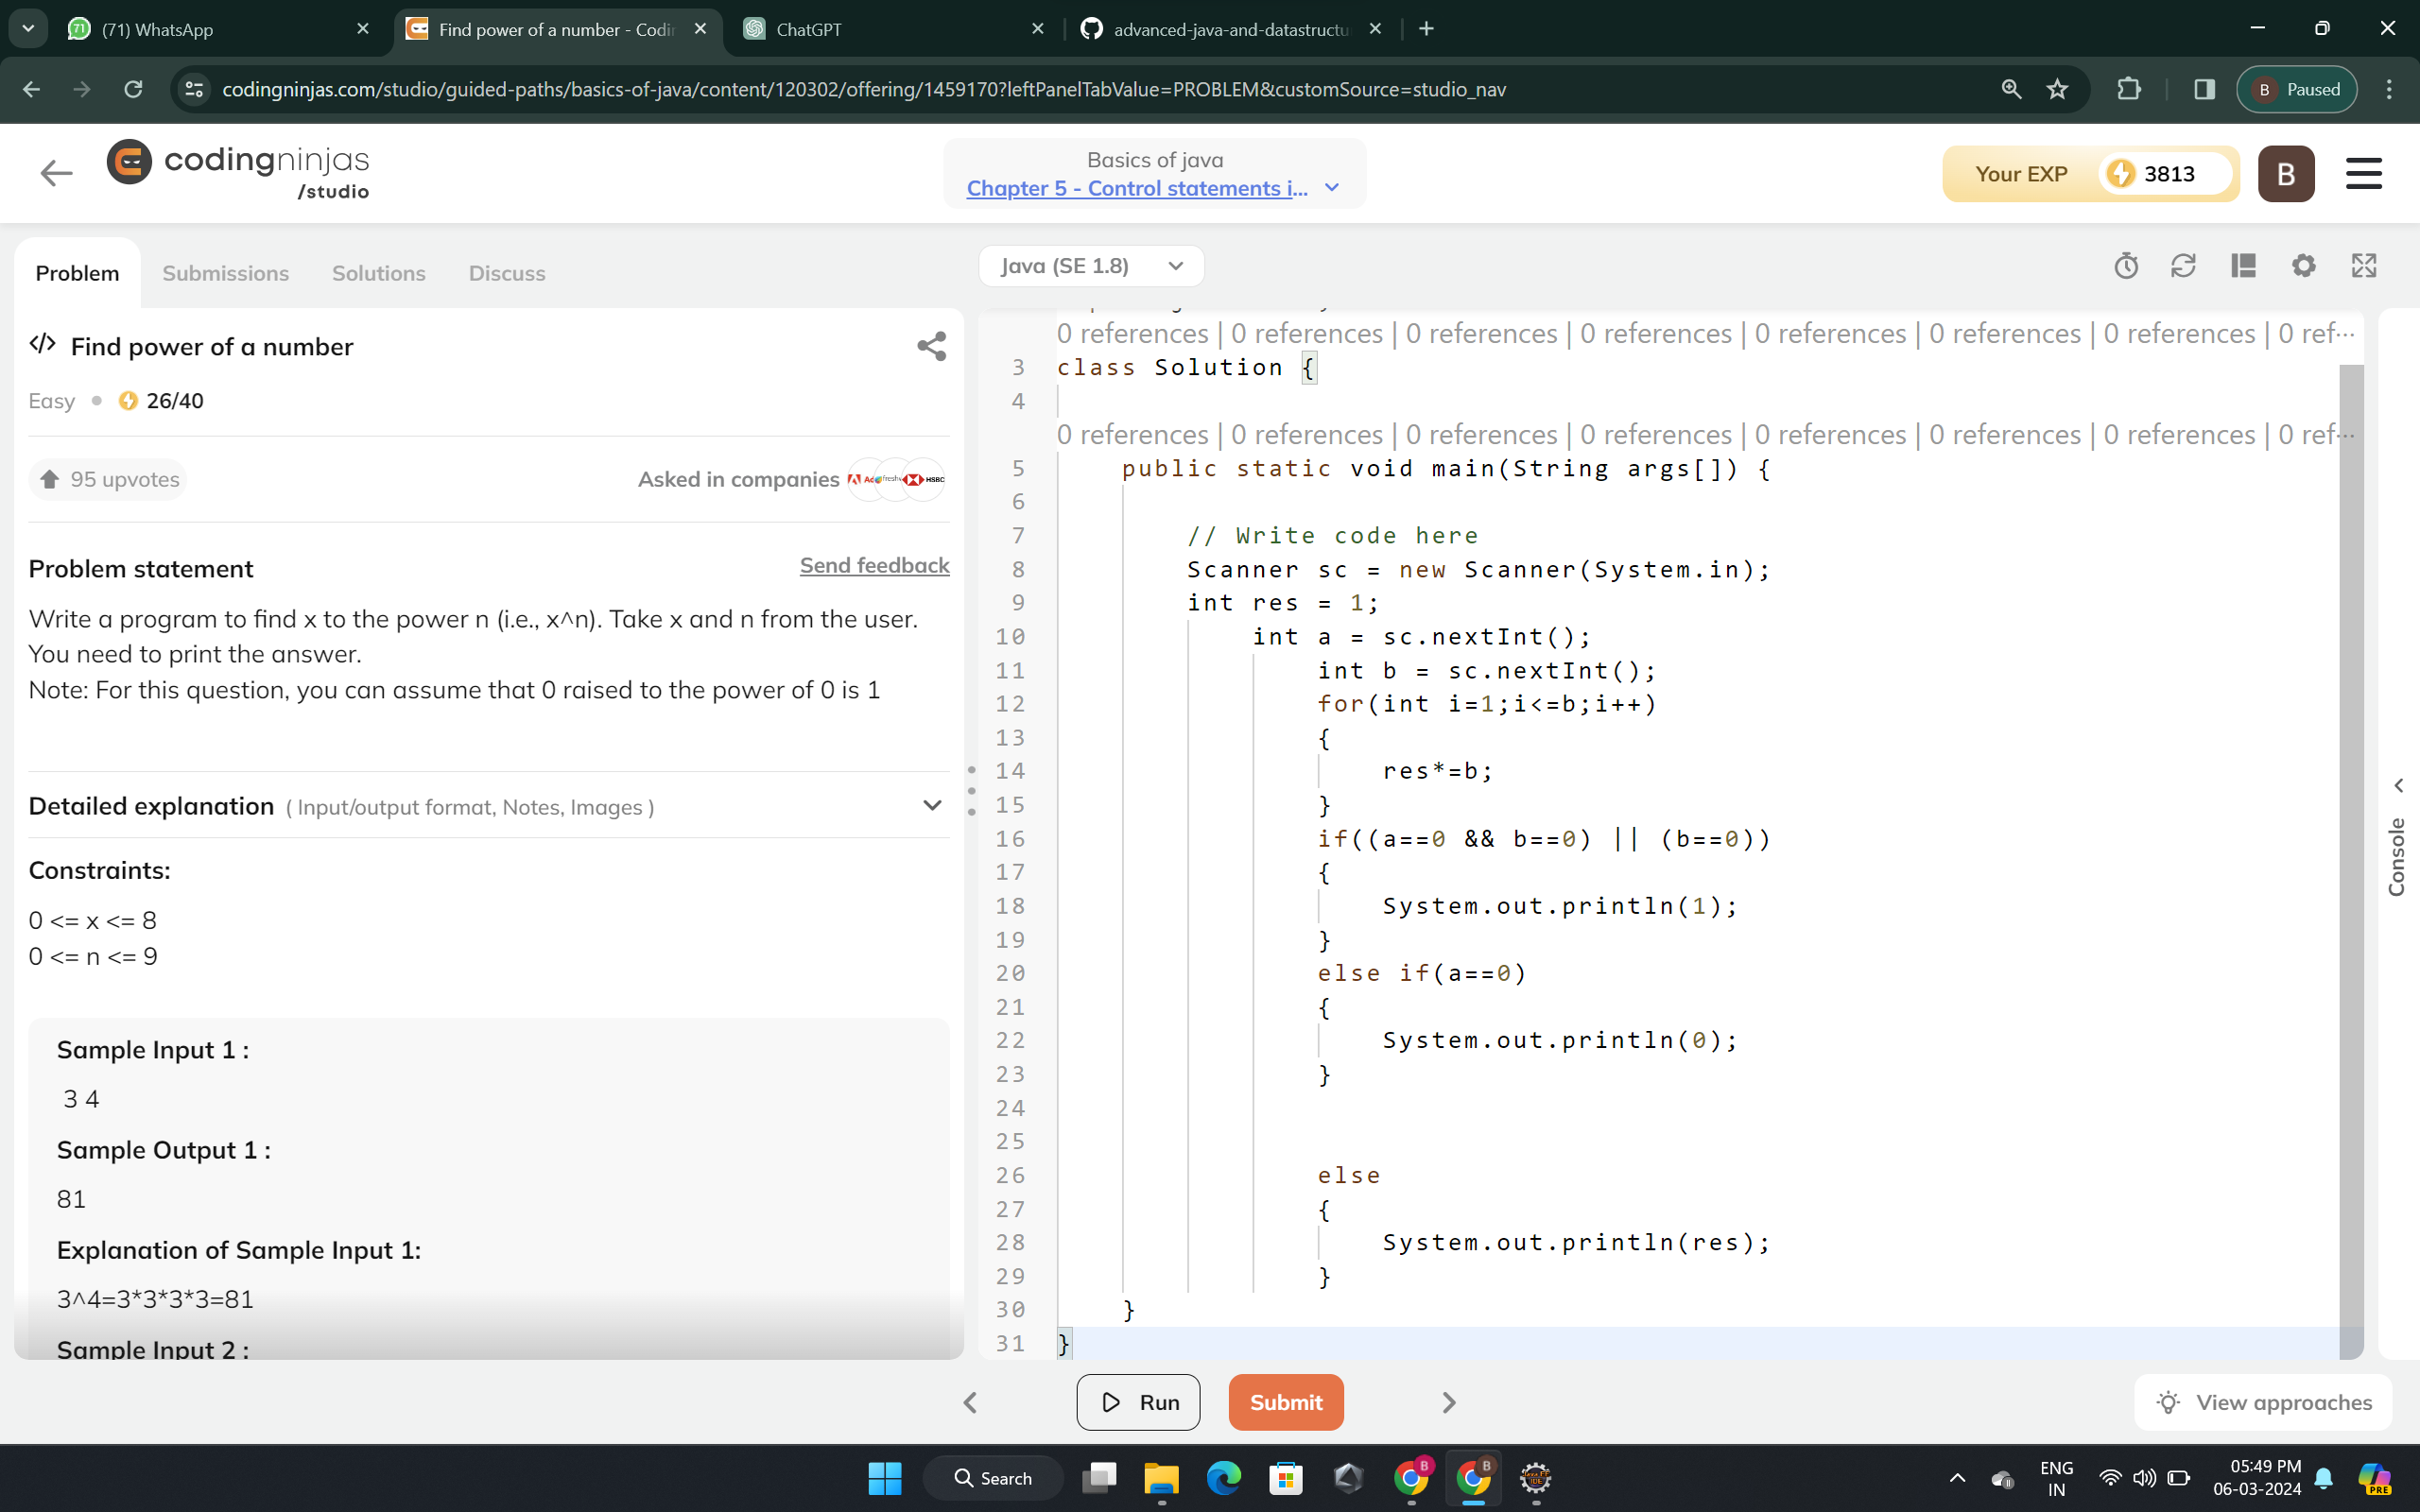 (71) WhatsApp
Find power of a number - Codin
ChatGPT
advanced-java-and-datastructu
codingninjas.com/studio/guided-paths/basics-of-java/content/120302/offering/1459170?leftPanelTabValue=PROBLEM&customSource=studio_nav
B Paused
codingninjas
/studio
Basics of java
Chapter 5 - Control statements i...
Your EXP 3813
B
Problem Submissions Solutions Discuss
Java (SE 1.8)
</> Find power of a number
Easy 26/40
95 upvotes
Asked in companies
HSBC
Problem statement
Send feedback
Write a program to find x to the power n (i.e., x^n). Take x and n from the user.
You need to print the answer.
Note: For this question, you can assume that 0 raised to the power of 0 is 1
Detailed explanation ( Input/output format, Notes, Images )
Constraints:
0 <= x <= 8
0 <= n <= 9
Sample Input 1 :
3 4
Sample Output 1 :
81
Explanation of Sample Input 1:
3^4=3*3*3*3=81
Sample Input 2 :
0 references | 0 references | 0 references | 0 references | 0 references | 0 references | 0 references | 0 ref...
3 class Solution {
4
0 references | 0 references | 0 references | 0 references | 0 references | 0 references | 0 references | 0 ref...
5 public static void main(String args[]) {
6
7 // Write code here
8 Scanner sc = new Scanner(System.in);
9 int res = 1;
10 int a = sc.nextInt();
11 int b = sc.nextInt();
12 for(int i=1;i<=b;i++)
13 {
14 res*=b;
15 }
16 if((a==0 && b==0) || (b==0))
17 {
18 System.out.println(1);
19 }
20 else if(a==0)
21 {
22 System.out.println(0);
23 }
24
25
26 else
27 {
28 System.out.println(res);
29 }
30 }
31 }
Console
Run
Submit
View approaches
Search
ENG
IN
05:49 PM
06-03-2024
PRE